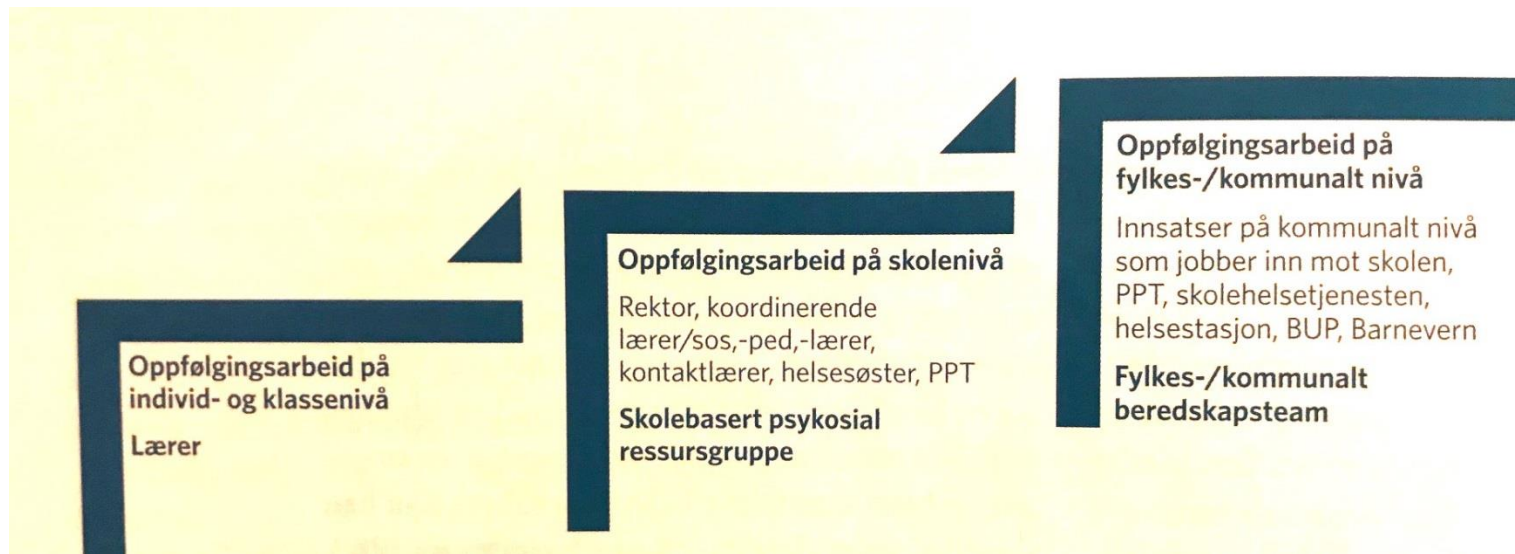 Oppfølgingsarbeid på
individ- og klassenivå
Lærer
Oppfølgingsarbeid på skolenivå
Rektor, koordinerende
lærer/sos,-ped,-lærer,
kontaktlærer, helsesøster, PPT
Skolebasert psykosial
ressursgruppe
Oppfølgingsarbeid på
fylkes-/kommunalt nivå
Innsatser på kommunalt nivå
som jobber inn mot skolen,
PPT, skolehelsetjenesten,
helsestasjon, BUP, Barnevern
Fylkes-/kommunalt
beredskapsteam